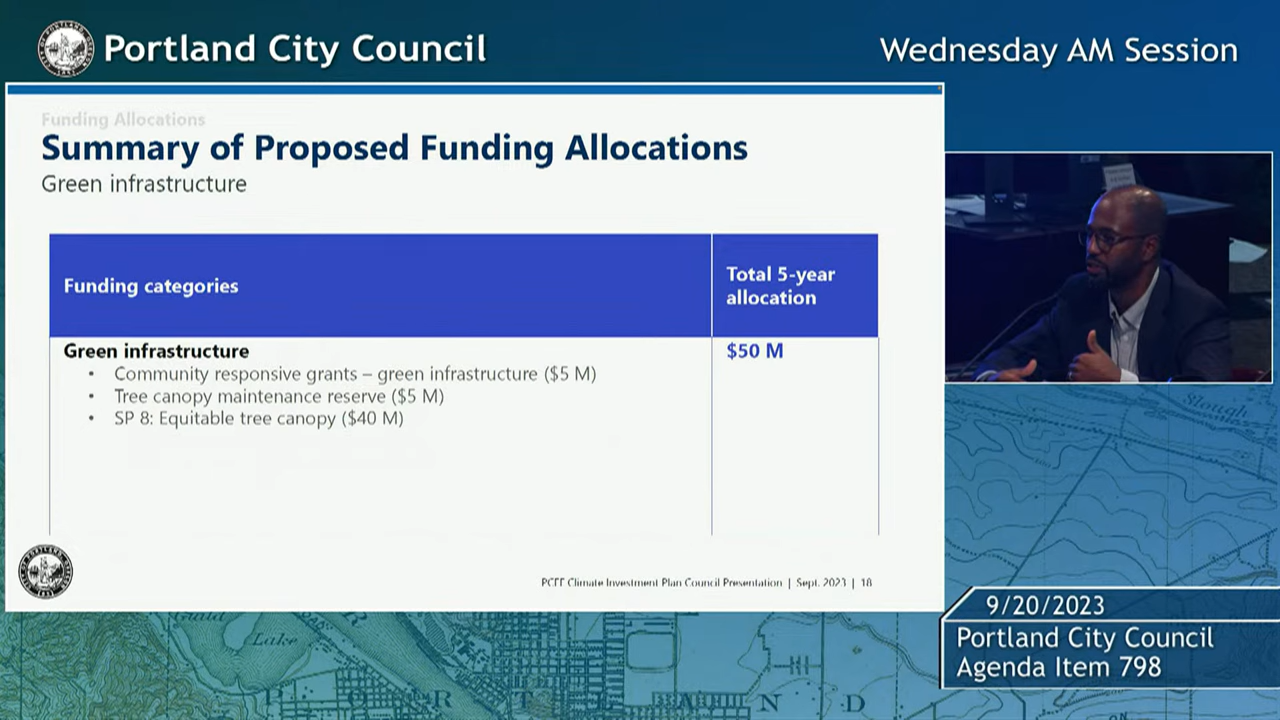 Portland City Council
Wednesday AM Session
Funding Allocations
Summary of Proposed Funding Allocations
Green infrastructure
Funding categories
Total 5-year
allocation
Green infrastructure
$50 M
• Community responsive grants – green infrastructure ($5 M)
• Tree canopy maintenance reserve ($5 M)
• SP 8: Equitable tree canopy ($40 M)
PCEF Climate Investment Plan Council Presentation | Sept. 2023 | 18
9/20/2023
Portland City Council
Agenda Item 798
Slough
Guild
Lake
R T L A N D